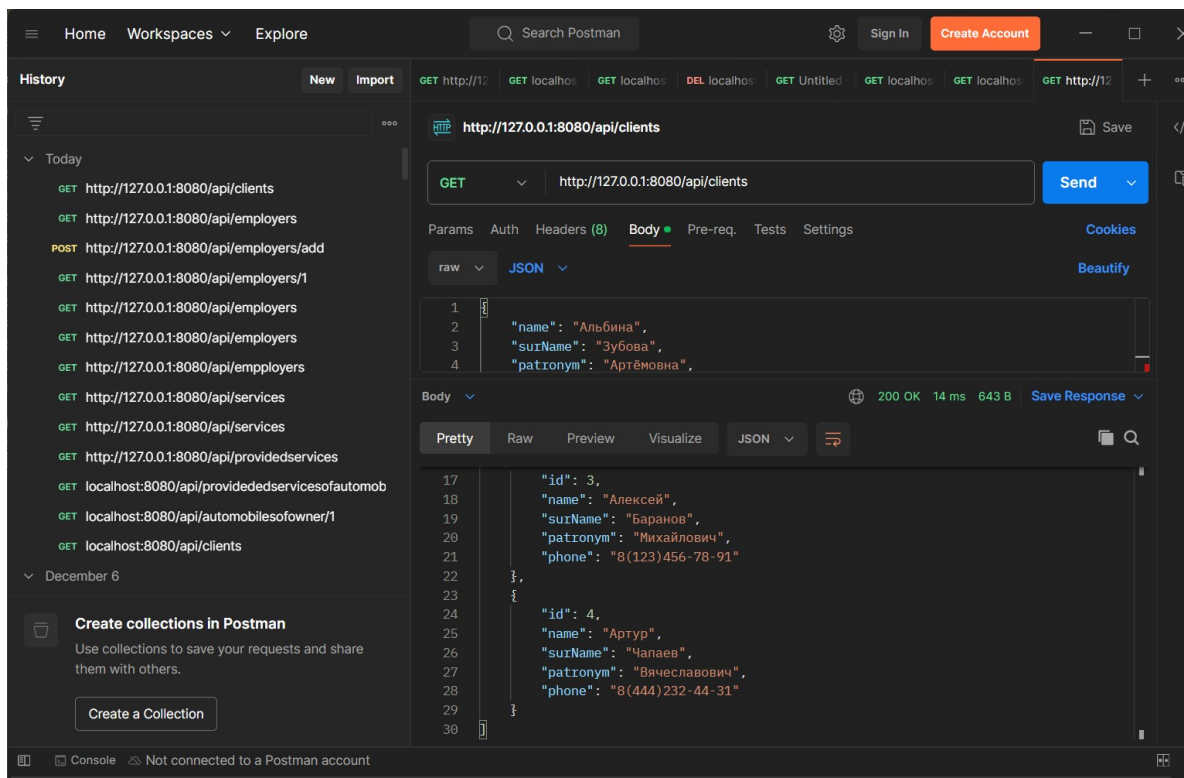 Home Workspaces Explore Search Postman Sign In Create Account
History New Import
GET http://12 GET localhos GET localhos DEL localhos GET Untitled GET localhos GET localhos GET http://12
HTTP http://127.0.0.1:8080/api/clients Save
Today
GET http://127.0.0.1:8080/api/clients
GET http://127.0.0.1:8080/api/employers
POST http://127.0.0.1:8080/api/employers/add
GET http://127.0.0.1:8080/api/employers/1
GET http://127.0.0.1:8080/api/employers
GET http://127.0.0.1:8080/api/employers
GET http://127.0.0.1:8080/api/empployers
GET http://127.0.0.1:8080/api/services
GET http://127.0.0.1:8080/api/services
GET http://127.0.0.1:8080/api/providedservices
GET localhost:8080/api/providededservicesofautomob
GET localhost:8080/api/automobilesofowner/1
GET localhost:8080/api/clients
December 6
Create collections in Postman
Use collections to save your requests and share
them with others.
Create a Collection
GET http://127.0.0.1:8080/api/clients Send
Params Auth Headers (8) Body Pre-req. Tests Settings Cookies
raw JSON Beautify
1 {
2 "name": "Альбина",
3 "surName": "Зубова",
4 "patronym": "Артёмовна",
Body 200 OK 14 ms 643 B Save Response
Pretty Raw Preview Visualize JSON
17 "id": 3,
18 "name": "Алексей",
19 "surName": "Баранов",
20 "patronym": "Михайлович",
21 "phone": "8(123)456-78-91"
22 },
23 {
24 "id": 4,
25 "name": "Артур",
26 "surName": "Чапаев",
27 "patronym": "Вячеславович",
28 "phone": "8(444)232-44-31"
29 }
30 ]
Console Not connected to a Postman account